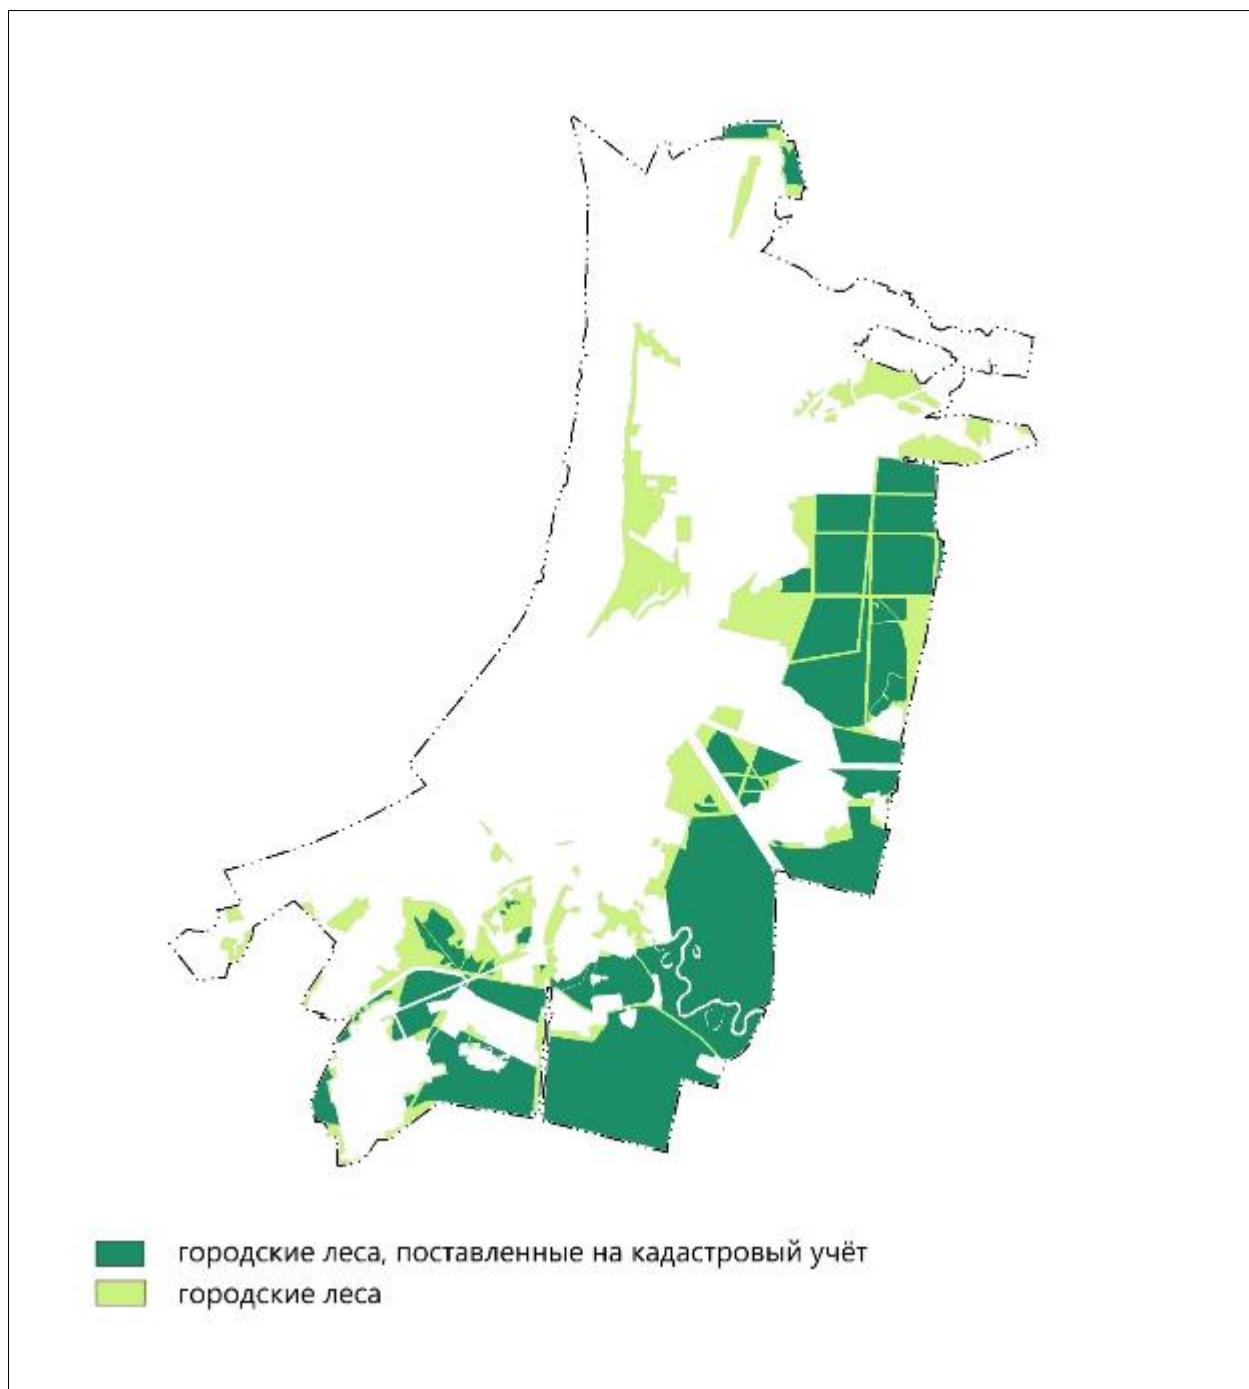 городские леса, поставленные на кадастровый учёт
городские леса